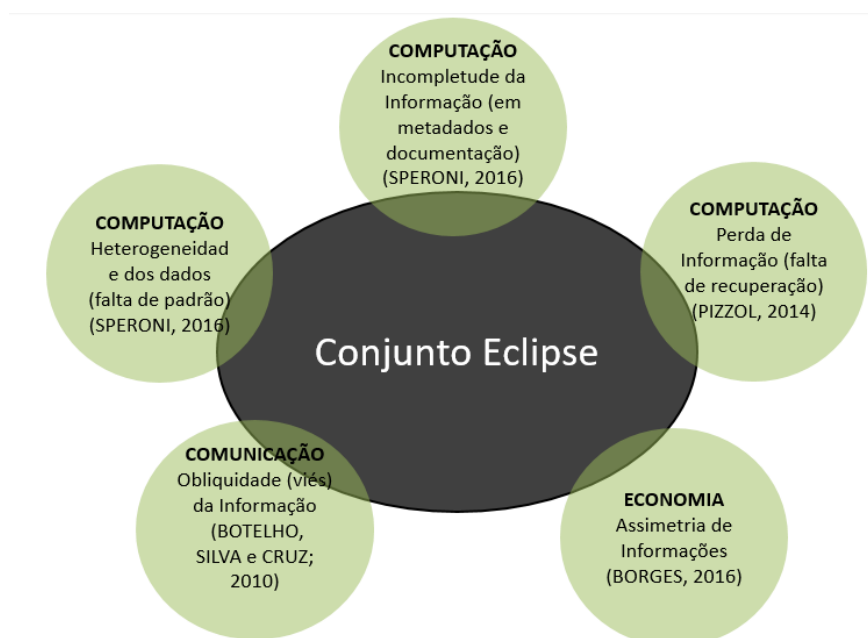 COMPUTAÇÃO
Incompletude da
Informação (em
metadados e
documentação)
(SPERONI, 2016)
COMPUTAÇÃO
Heterogeneidad
e dos dados
(falta de padrão)
(SPERONI, 2016)
COMPUTAÇÃO
Perda de
Informação (falta
de recuperação)
(PIZZOL, 2014)
Conjunto Eclipse
COMUNICAÇÃO
Obliquidade (viés)
da Informação
(BOTELHO,
SILVA e CRUZ;
2010)
ECONOMIA
Assimetria de
Informações
(BORGES, 2016)